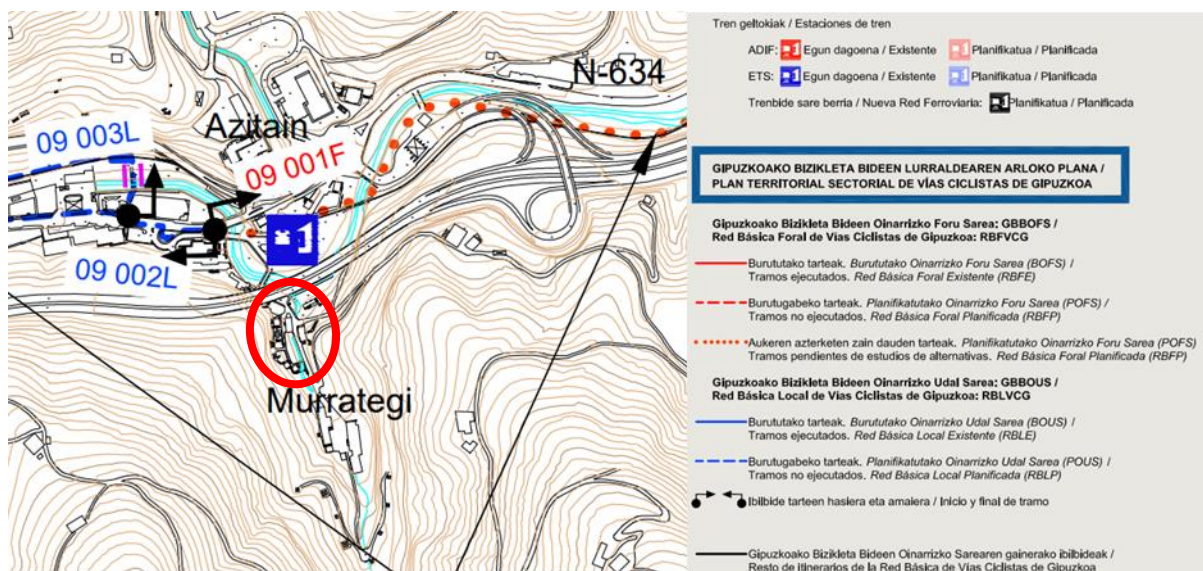 N-634
Azitain
09 003L
09 001F
09 002L
Murrategi
Tren geltokiak / Estaciones de tren
ADIF: Egun dagoena / Existente Planifikatua / Planificada
ETS: Egun dagoena / Existente Planifikatua / Planificada
Trenbide sare berria / Nueva Red Ferroviaria: Planifikatua / Planificada
GIPUZKOAKO BIZIKLETA BIDEEN LURRALDEAREN ARLOKO PLANA /
PLAN TERRITORIAL SECTORIAL DE VÍAS CICLISTAS DE GIPUZKOA
Gipuzkoako Bizikleta Bideen Oinarrizko Foru Sarea: GBBOFS /
Red Básica Foral de Vías Ciclistas de Gipuzkoa: RBFVCG
Burututako tarteak. Burututako Oinarrizko Foru Sarea (BOFS) /
Tramos ejecutados. Red Básica Foral Existente (RBFE)
Burutugabeko tarteak. Planifikatutako Oinarrizko Foru Sarea (POFS) /
Tramos no ejecutados. Red Básica Foral Planificada (RBFP)
Aukeren azterketen zain dauden tarteak. Planifikatutako Oinarrizko Foru Sarea (POFS)
Tramos pendientes de estudios de alternativas. Red Básica Foral Planificada (RBFP)
Gipuzkoako Bizikleta Bideen Oinarrizko Udal Sarea: GBBOUS /
Red Básica Local de Vías Ciclistas de Gipuzkoa: RBLVCG
Burututako tarteak. Burututako Oinarrizko Udal Sarea (BOUS) /
Tramos ejecutados. Red Básica Local Existente (RBLE)
Burutugabeko tarteak. Planifikatutako Oinarrizko Udal Sarea (POUS) /
Tramos no ejecutados. Red Básica Local Planificada (RBLP)
Ibilbide tarteen hasiera eta amaiera / Inicio y final de tramo
Gipuzkoako Bizikleta Bideen Oinarrizko Sarearen gainerako ibilbideak /
Resto de itinerarios de la Red Básica de Vías Ciclistas de Gipuzkoa